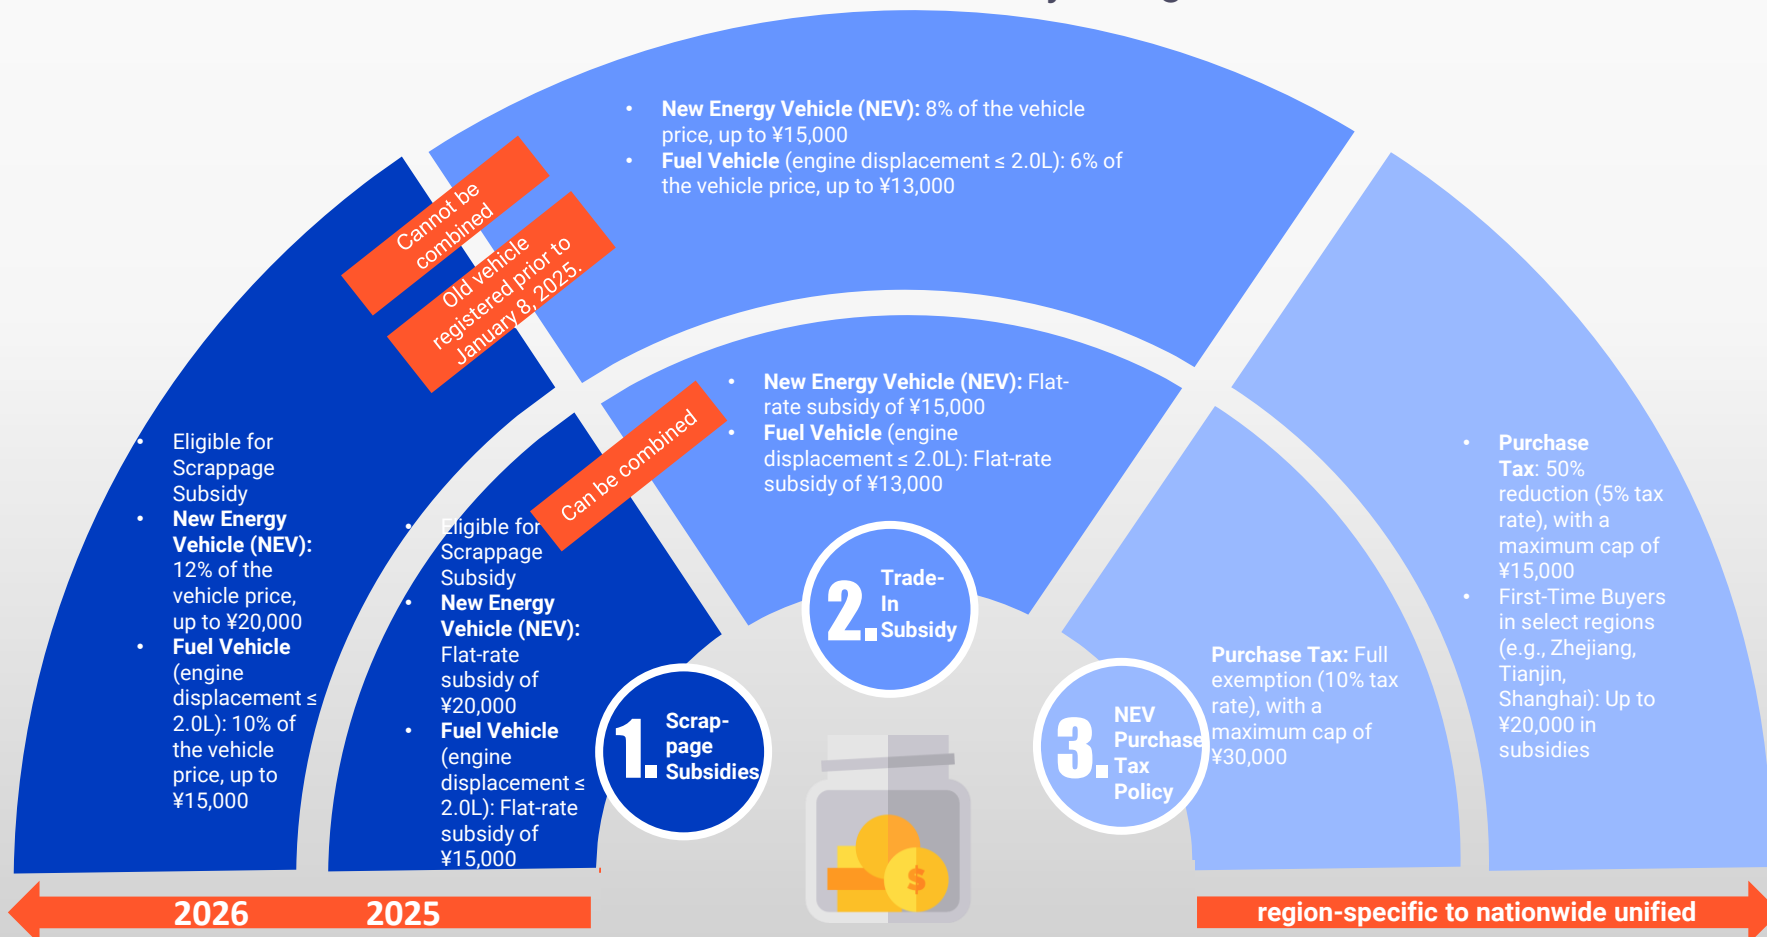 • New Energy Vehicle (NEV): 8% of the vehicle
price, up to ¥15,000
• Fuel Vehicle (engine displacement ≤ 2.0L): 6% of
the vehicle price, up to ¥13,000
Cannot be
combined
Old vehicle
registered prior to
January 8, 2025.
• New Energy Vehicle (NEV): Flat-
rate subsidy of ¥15,000
• Fuel Vehicle (engine
displacement ≤ 2.0L): Flat-rate
subsidy of ¥13,000
Can be combined
• Eligible for
Scrappage
Subsidy
• New Energy
Vehicle (NEV):
12% of the
vehicle price,
up to ¥20,000
• Fuel Vehicle
(engine
displacement ≤
2.0L): 10% of
the vehicle
price, up to
¥15,000
• Eligible for
Scrappage
Subsidy
• New Energy
Vehicle (NEV):
Flat-rate
subsidy of
¥20,000
• Fuel Vehicle
(engine
displacement ≤
2.0L): Flat-rate
subsidy of
¥15,000
1. Scrap-
page
Subsidies
2. Trade-
In
Subsidy
3. NEV
Purchase
Tax
Policy
Purchase Tax: Full
exemption (10% tax
rate), with a
maximum cap of
¥30,000
• Purchase
Tax: 50%
reduction (5% tax
rate), with a
maximum cap of
¥15,000
• First-Time Buyers
in select regions
(e.g., Zhejiang,
Tianjin,
Shanghai): Up to
¥20,000 in
subsidies
$
2026
2025
region-specific to nationwide unified